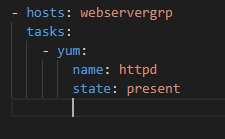 - hosts: webservergrp
  tasks:
    - yum:
        name: httpd
        state: present